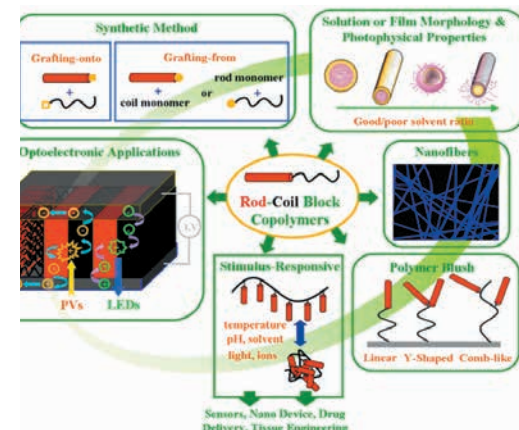 Synthetic Method
Grafting-onto
Grafting-from
+
+
coil monomer
or
rod monomer
+
Solution or Film Morphology &
Photophysical Properties
Good/poor solvent ratio
Optoelectronic Applications
PVs
LEDs
Rod-Coil Block
Copolymers
Nanofibers
Stimulus-Responsive
temperature
pH, solvent
light, ions
Polymer Blush
Linear Y-Shaped Comb-like
Sensors, Nano Device, Drug
Delivery, Tissue Engineering